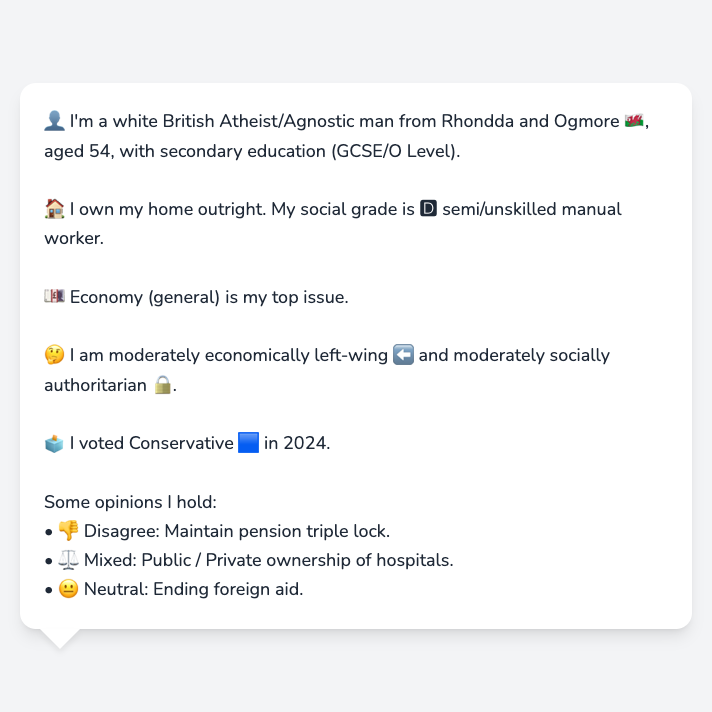 👤 I'm a white British Atheist/Agnostic man from Rhondda and Ogmore 🏴󠁧󠁢󠁷󠁬󠁳󠁿,
aged 54, with secondary education (GCSE/O Level).
🏠 I own my home outright. My social grade is 🅳 semi/unskilled manual
worker.
💷 Economy (general) is my top issue.
🤔 I am moderately economically left-wing ⬅️ and moderately socially
authoritarian 🔒.
🗳️ I voted Conservative 🟦 in 2024.
Some opinions I hold:
• 👎 Disagree: Maintain pension triple lock.
• ⚖️ Mixed: Public / Private ownership of hospitals.
• 😐 Neutral: Ending foreign aid.